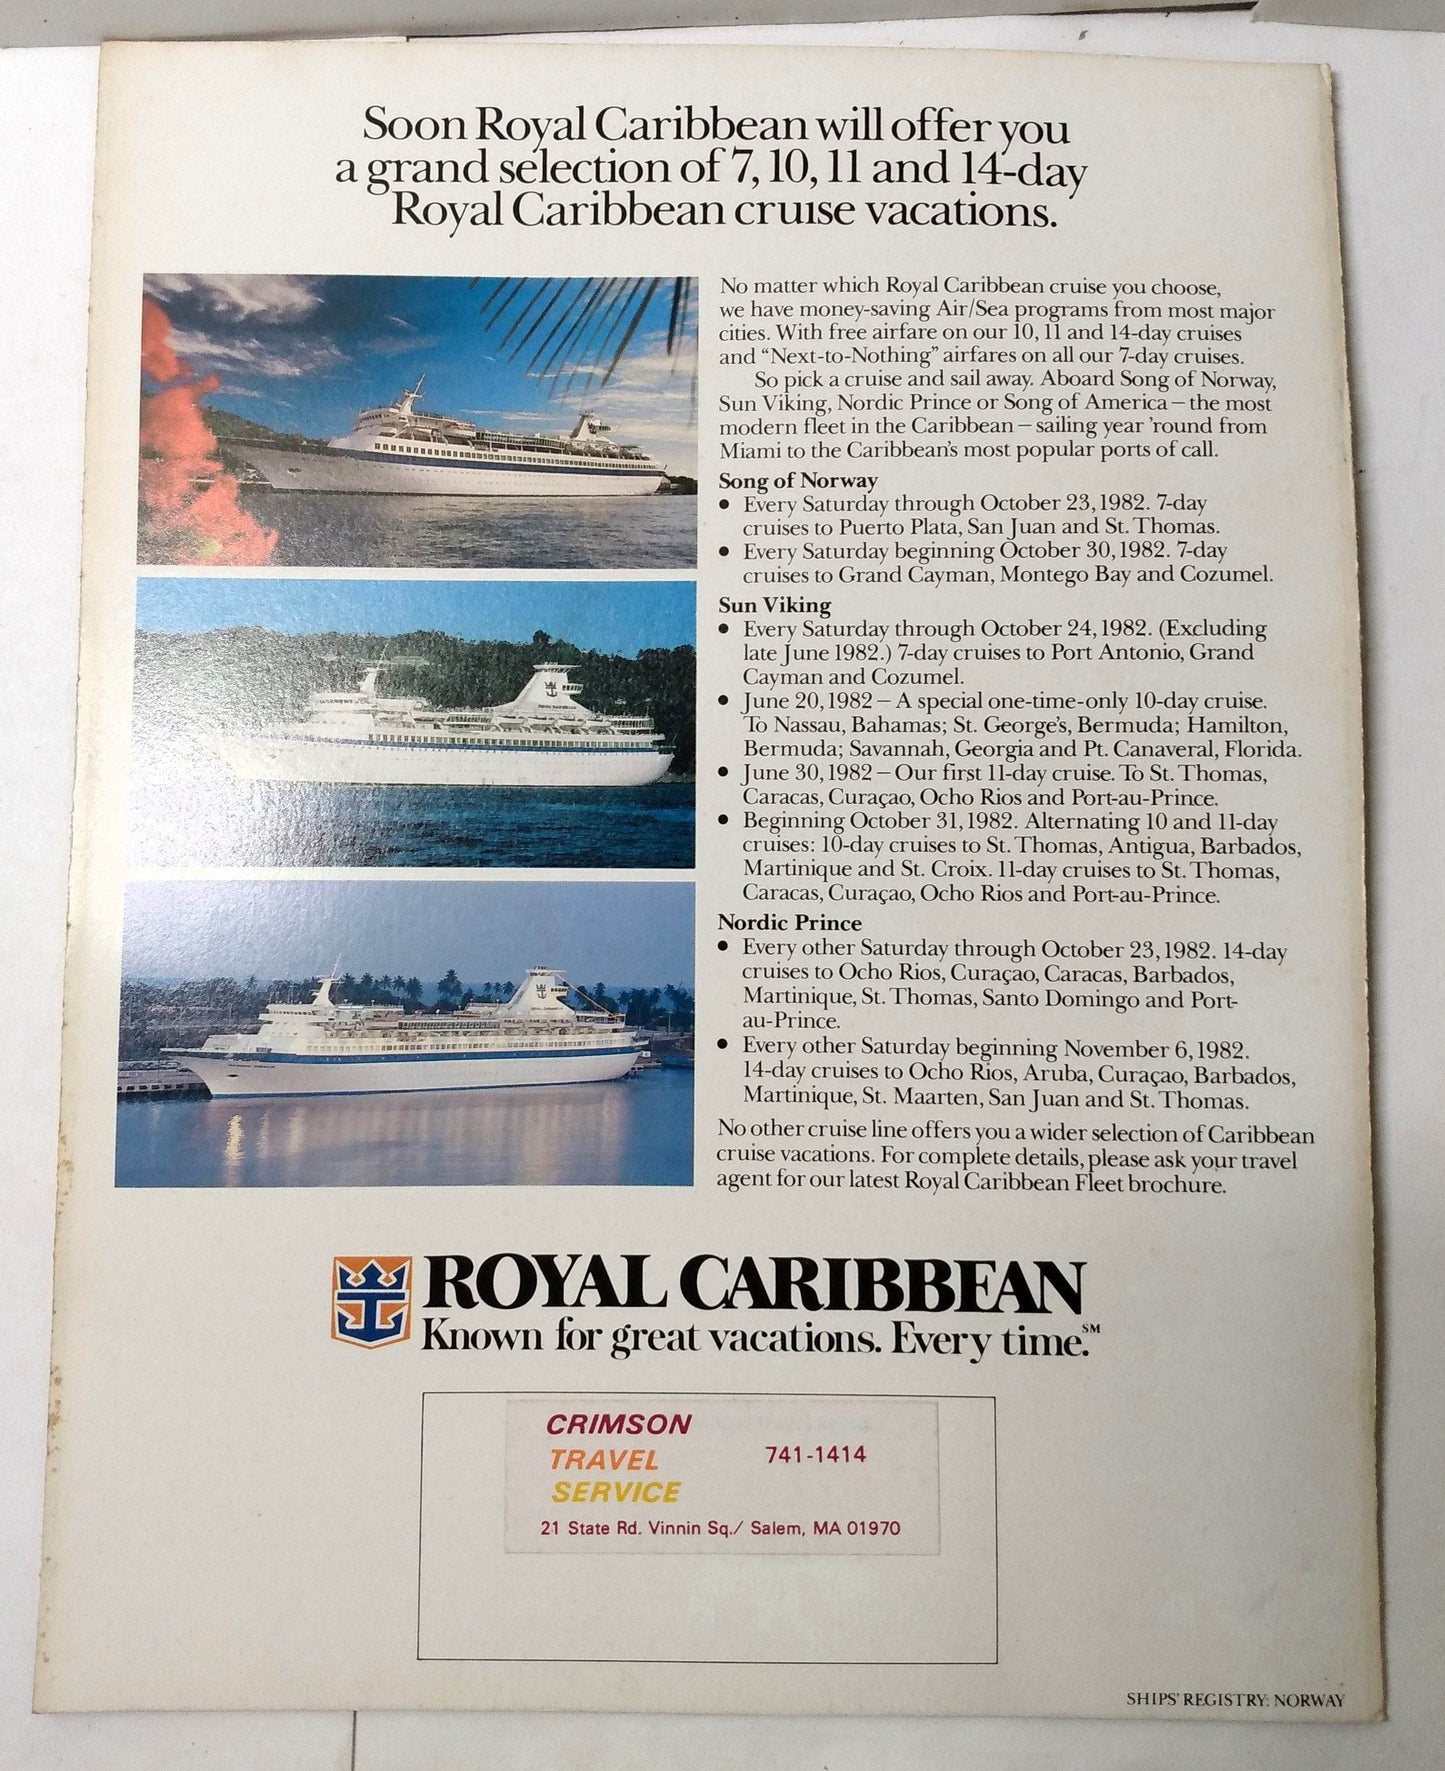 Soon Royal Caribbean will offer you
a grand selection of 7, 10, 11 and 14-day
Royal Caribbean cruise vacations.
No matter which Royal Caribbean cruise you choose,
we have money-saving Air/Sea programs from most major
cities. With free airfare on our 10, 11 and 14-day cruises
and “Next-to-Nothing” airfares on all our 7-day cruises.
So pick a cruise and sail away. Aboard Song of Norway,
Sun Viking, Nordic Prince or Song of America — the most
modern fleet in the Caribbean — sailing year 'round from
Miami to the Caribbean's most popular ports of call.
Song of Norway
• Every Saturday through October 23, 1982. 7-day
cruises to Puerto Plata, San Juan and St. Thomas.
• Every Saturday beginning October 30, 1982. 7-day
cruises to Grand Cayman, Montego Bay and Cozumel.
Sun Viking
• Every Saturday through October 24, 1982. (Excluding
late June 1982.) 7-day cruises to Port Antonio, Grand
Cayman and Cozumel.
• June 20, 1982 — A special one-time-only 10-day cruise.
To Nassau, Bahamas; St. George's, Bermuda; Hamilton,
Bermuda; Savannah, Georgia and Pt. Canaveral, Florida.
• June 30, 1982 — Our first 11-day cruise. To St. Thomas,
Caracas, Curaçao, Ocho Rios and Port-au-Prince.
• Beginning October 31, 1982. Alternating 10 and 11-day
cruises: 10-day cruises to St. Thomas, Antigua, Barbados,
Martinique and St. Croix. 11-day cruises to St. Thomas,
Caracas, Curaçao, Ocho Rios and Port-au-Prince.
Nordic Prince
• Every other Saturday through October 23, 1982. 14-day
cruises to Ocho Rios, Curaçao, Caracas, Barbados,
Martinique, St. Thomas, Santo Domingo and Port-
au-Prince.
• Every other Saturday beginning November 6, 1982.
14-day cruises to Ocho Rios, Aruba, Curaçao, Barbados,
Martinique, St. Maarten, San Juan and St. Thomas.
No other cruise line offers you a wider selection of Caribbean
cruise vacations. For complete details, please ask your travel
agent for our latest Royal Caribbean Fleet brochure.
ROYAL CARIBBEAN
Known for great vacations. Every time.℠
CRIMSON
TRAVEL 741-1414
SERVICE
21 State Rd. Vinnin Sq./ Salem, MA 01970
SHIPS' REGISTRY: NORWAY